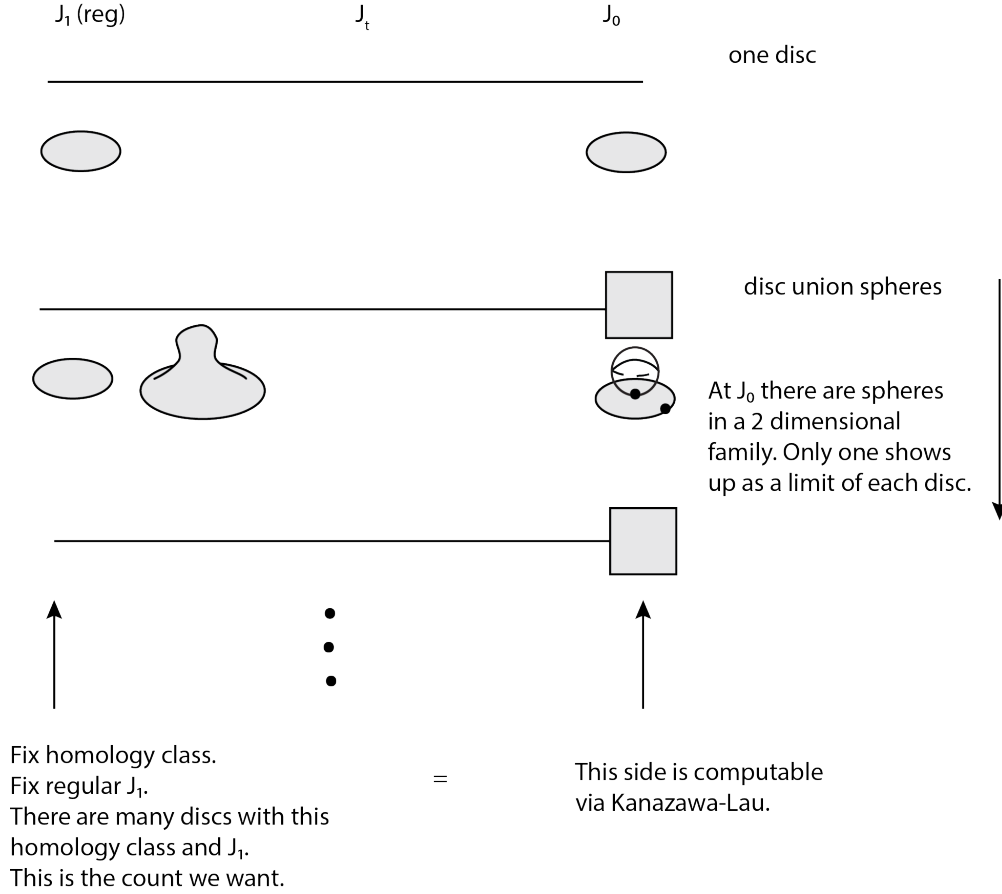 J₁ (reg)
Jₜ
J₀
one disc
disc union spheres
At J₀ there are spheres
in a 2 dimensional
family. Only one shows
up as a limit of each disc.
Fix homology class.
Fix regular J₁.
There are many discs with this
homology class and J₁.
This is the count we want.
=
This side is computable
via Kanazawa-Lau.